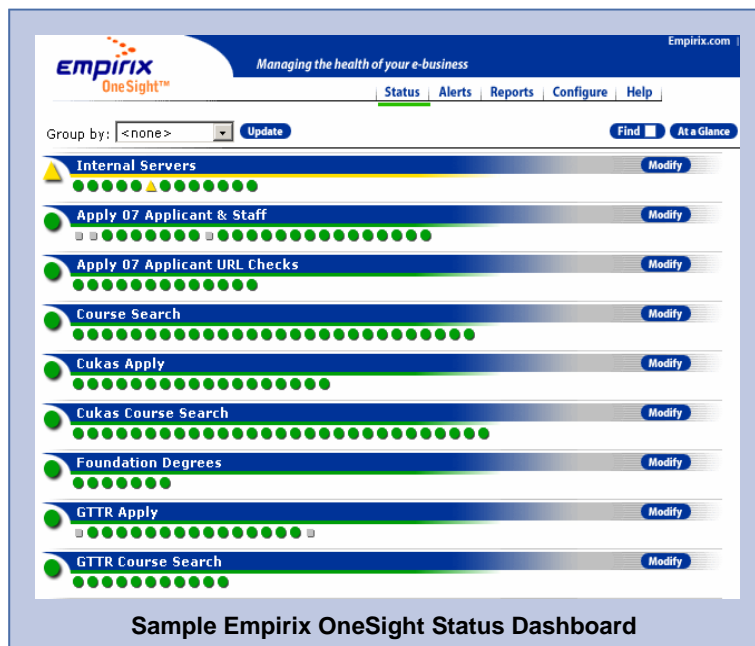 Empirix.com
EMPIRIX
OneSight™
Managing the health of your e-business
Status Alerts Reports Configure Help
Group by: <none> Update Find At a Glance
Internal Servers Modify
Apply 07 Applicant & Staff Modify
Apply 07 Applicant URL Checks Modify
Course Search Modify
Cukas Apply Modify
Cukas Course Search Modify
Foundation Degrees Modify
GTTR Apply Modify
GTTR Course Search Modify
Sample Empirix OneSight Status Dashboard